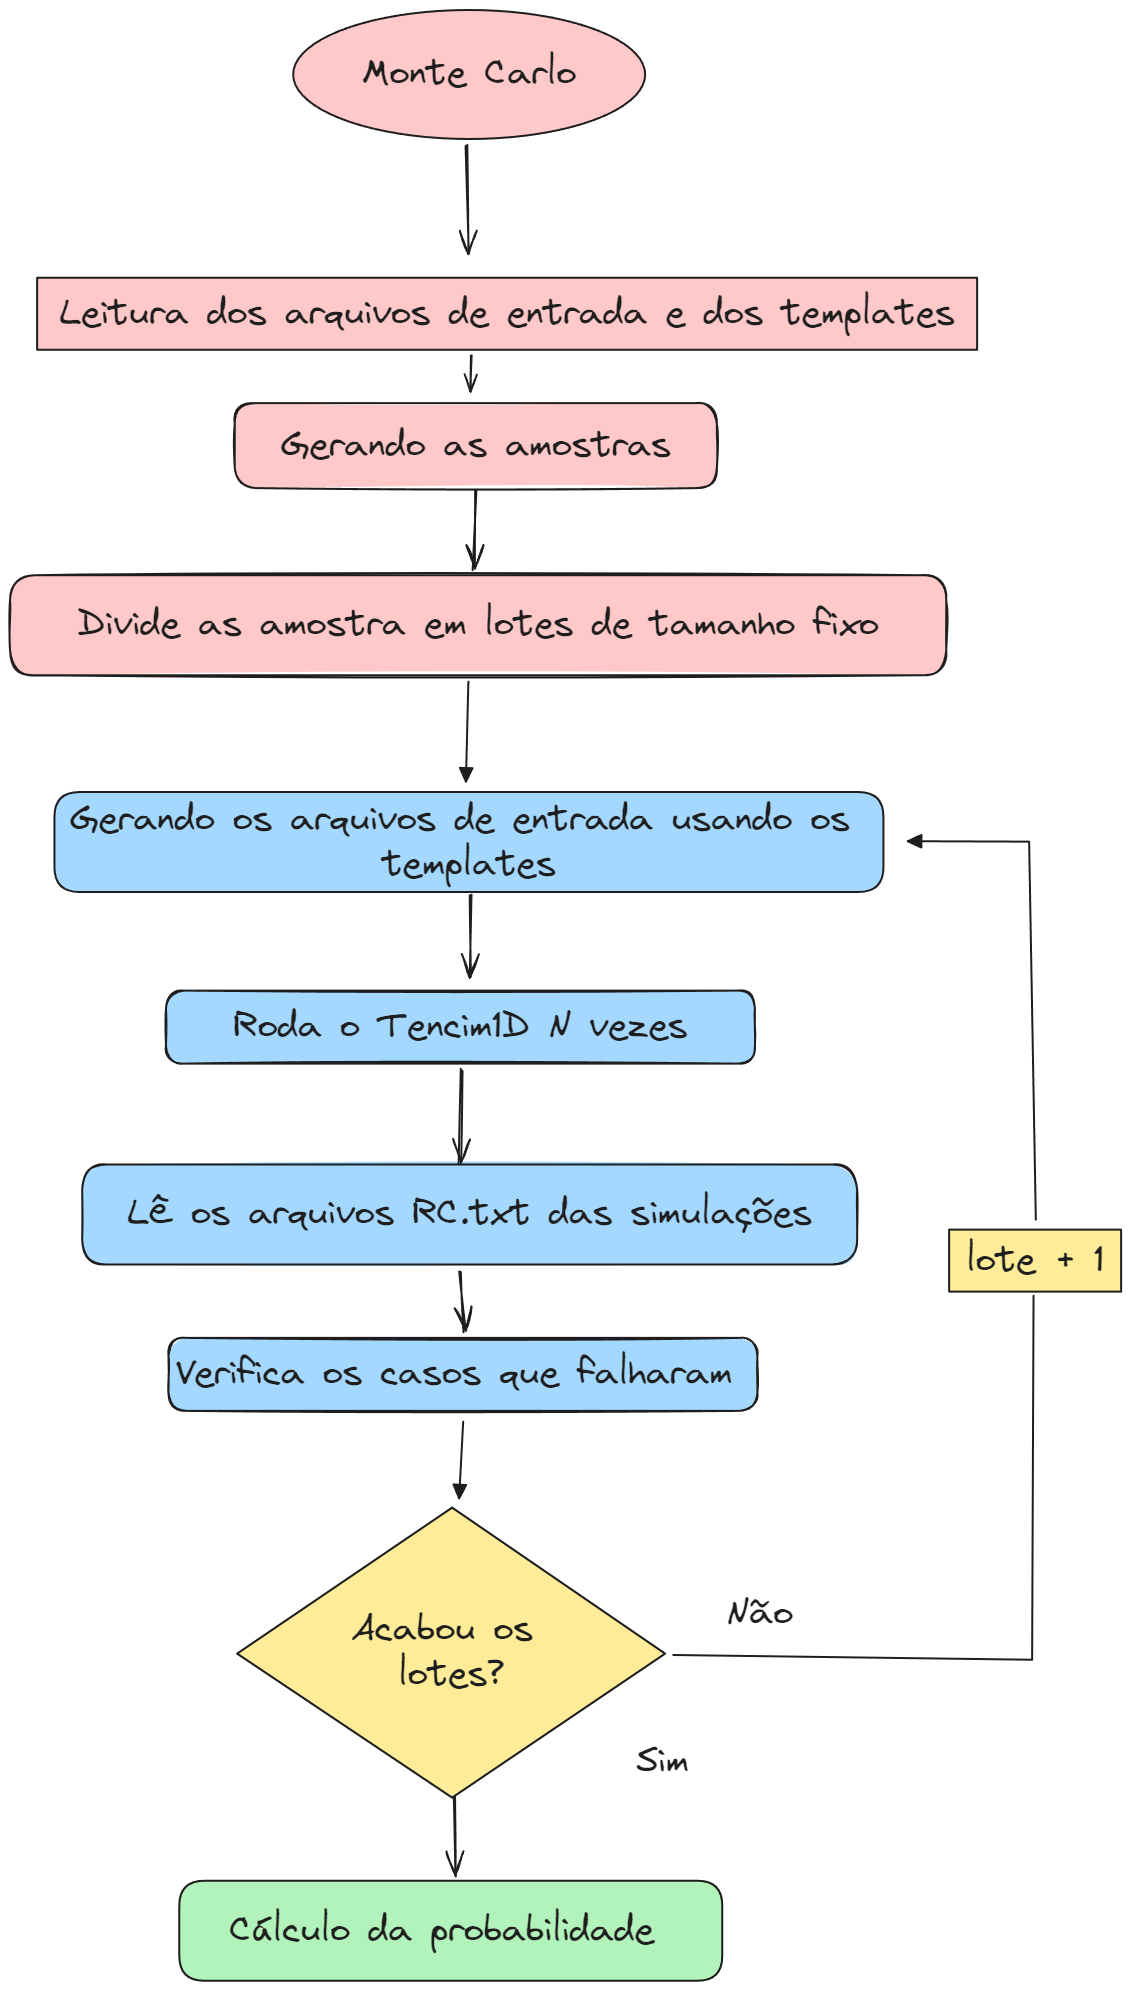 Monte Carlo
Leitura dos arquivos de entrada e dos templates
Gerando as amostras
Divide as amostra em lotes de tamanho fixo
Gerando os arquivos de entrada usando os
templates
Roda o Tencim1D N vezes
Lê os arquivos RC.txt das simulações
lote + 1
Verifica os casos que falharam
Acabou os
lotes?
Não
Sim
Cálculo da probabilidade